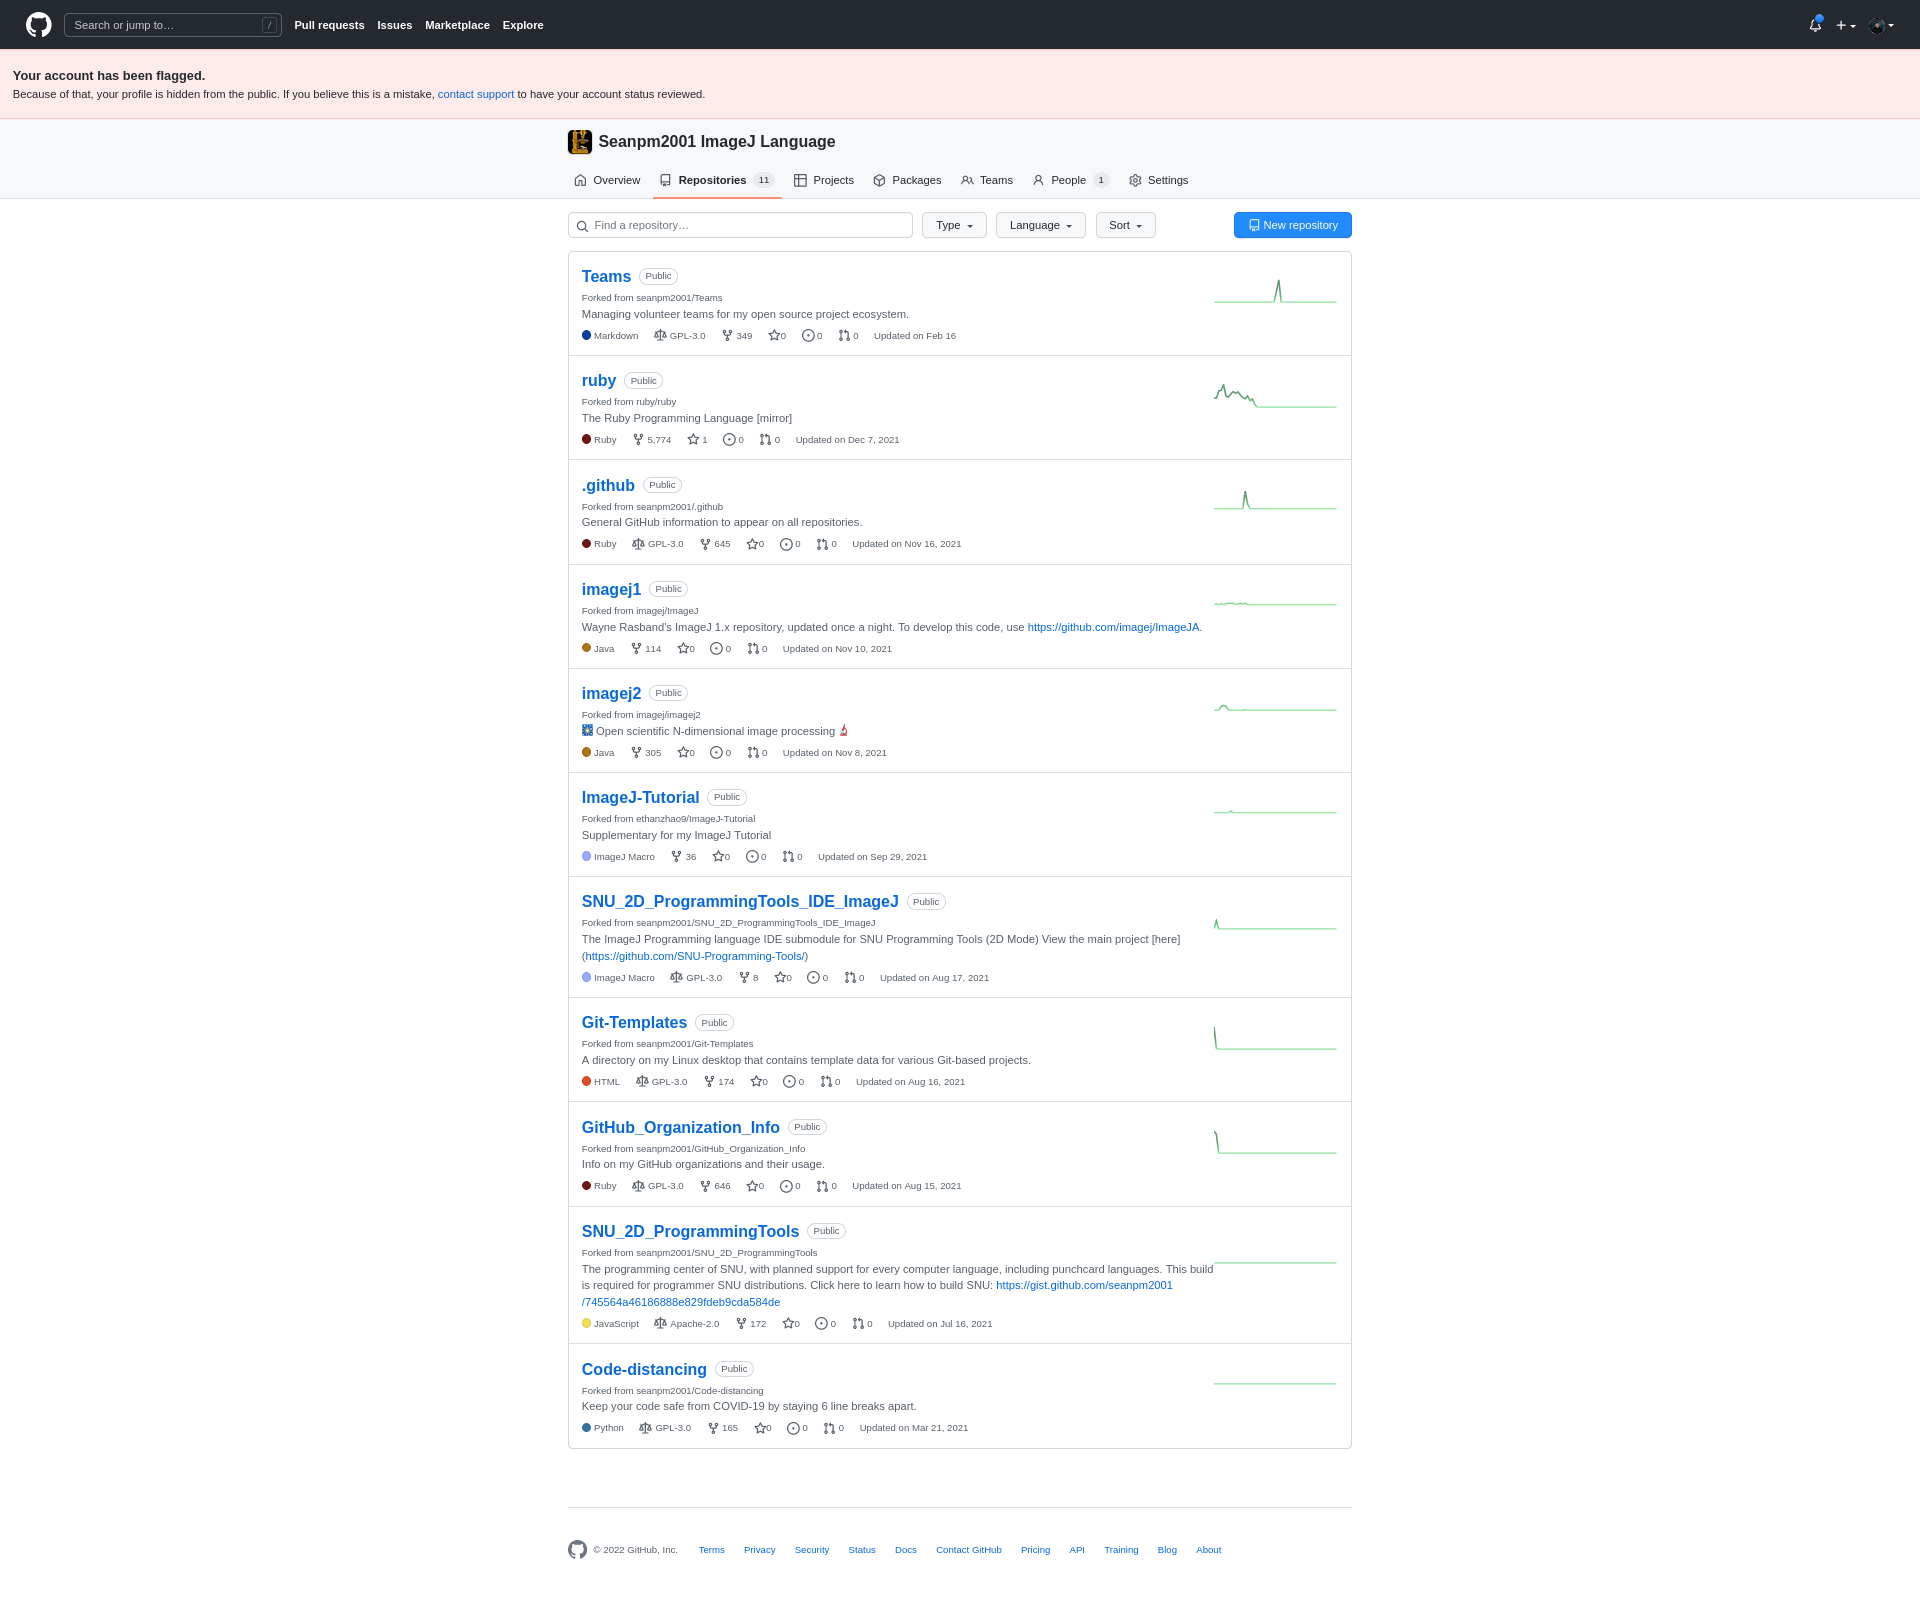 Search or jump to… /
Pull requests Issues Marketplace Explore
Your account has been flagged.
Because of that, your profile is hidden from the public. If you believe this is a mistake, contact support to have your account status reviewed.
Seanpm2001 ImageJ Language
Overview Repositories 11 Projects Packages Teams People 1 Settings
Find a repository… Type Language Sort New repository
Teams Public
Forked from seanpm2001/Teams
Managing volunteer teams for my open source project ecosystem.
Markdown GPL-3.0 349 0 0 0 Updated on Feb 16
ruby Public
Forked from ruby/ruby
The Ruby Programming Language [mirror]
Ruby 5,774 1 0 0 Updated on Dec 7, 2021
.github Public
Forked from seanpm2001/.github
General GitHub information to appear on all repositories.
Ruby GPL-3.0 645 0 0 0 Updated on Nov 16, 2021
imagej1 Public
Forked from imagej/ImageJ
Wayne Rasband's ImageJ 1.x repository, updated once a night. To develop this code, use https://github.com/imagej/ImageJA.
Java 114 0 0 0 Updated on Nov 10, 2021
imagej2 Public
Forked from imagej/imagej2
Open scientific N-dimensional image processing
Java 305 0 0 0 Updated on Nov 8, 2021
ImageJ-Tutorial Public
Forked from ethanzhao9/ImageJ-Tutorial
Supplementary for my ImageJ Tutorial
ImageJ Macro 36 0 0 0 Updated on Sep 29, 2021
SNU_2D_ProgrammingTools_IDE_ImageJ Public
Forked from seanpm2001/SNU_2D_ProgrammingTools_IDE_ImageJ
The ImageJ Programming language IDE submodule for SNU Programming Tools (2D Mode) View the main project [here]
(https://github.com/SNU-Programming-Tools/)
ImageJ Macro GPL-3.0 8 0 0 0 Updated on Aug 17, 2021
Git-Templates Public
Forked from seanpm2001/Git-Templates
A directory on my Linux desktop that contains template data for various Git-based projects.
HTML GPL-3.0 174 0 0 0 Updated on Aug 16, 2021
GitHub_Organization_Info Public
Forked from seanpm2001/GitHub_Organization_Info
Info on my GitHub organizations and their usage.
Ruby GPL-3.0 646 0 0 0 Updated on Aug 15, 2021
SNU_2D_ProgrammingTools Public
Forked from seanpm2001/SNU_2D_ProgrammingTools
The programming center of SNU, with planned support for every computer language, including punchcard languages. This build
is required for programmer SNU distributions. Click here to learn how to build SNU: https://gist.github.com/seanpm2001
/745564a46186888e829fdeb9cda584de
JavaScript Apache-2.0 172 0 0 0 Updated on Jul 16, 2021
Code-distancing Public
Forked from seanpm2001/Code-distancing
Keep your code safe from COVID-19 by staying 6 line breaks apart.
Python GPL-3.0 165 0 0 0 Updated on Mar 21, 2021
© 2022 GitHub, Inc. Terms Privacy Security Status Docs Contact GitHub Pricing API Training Blog About